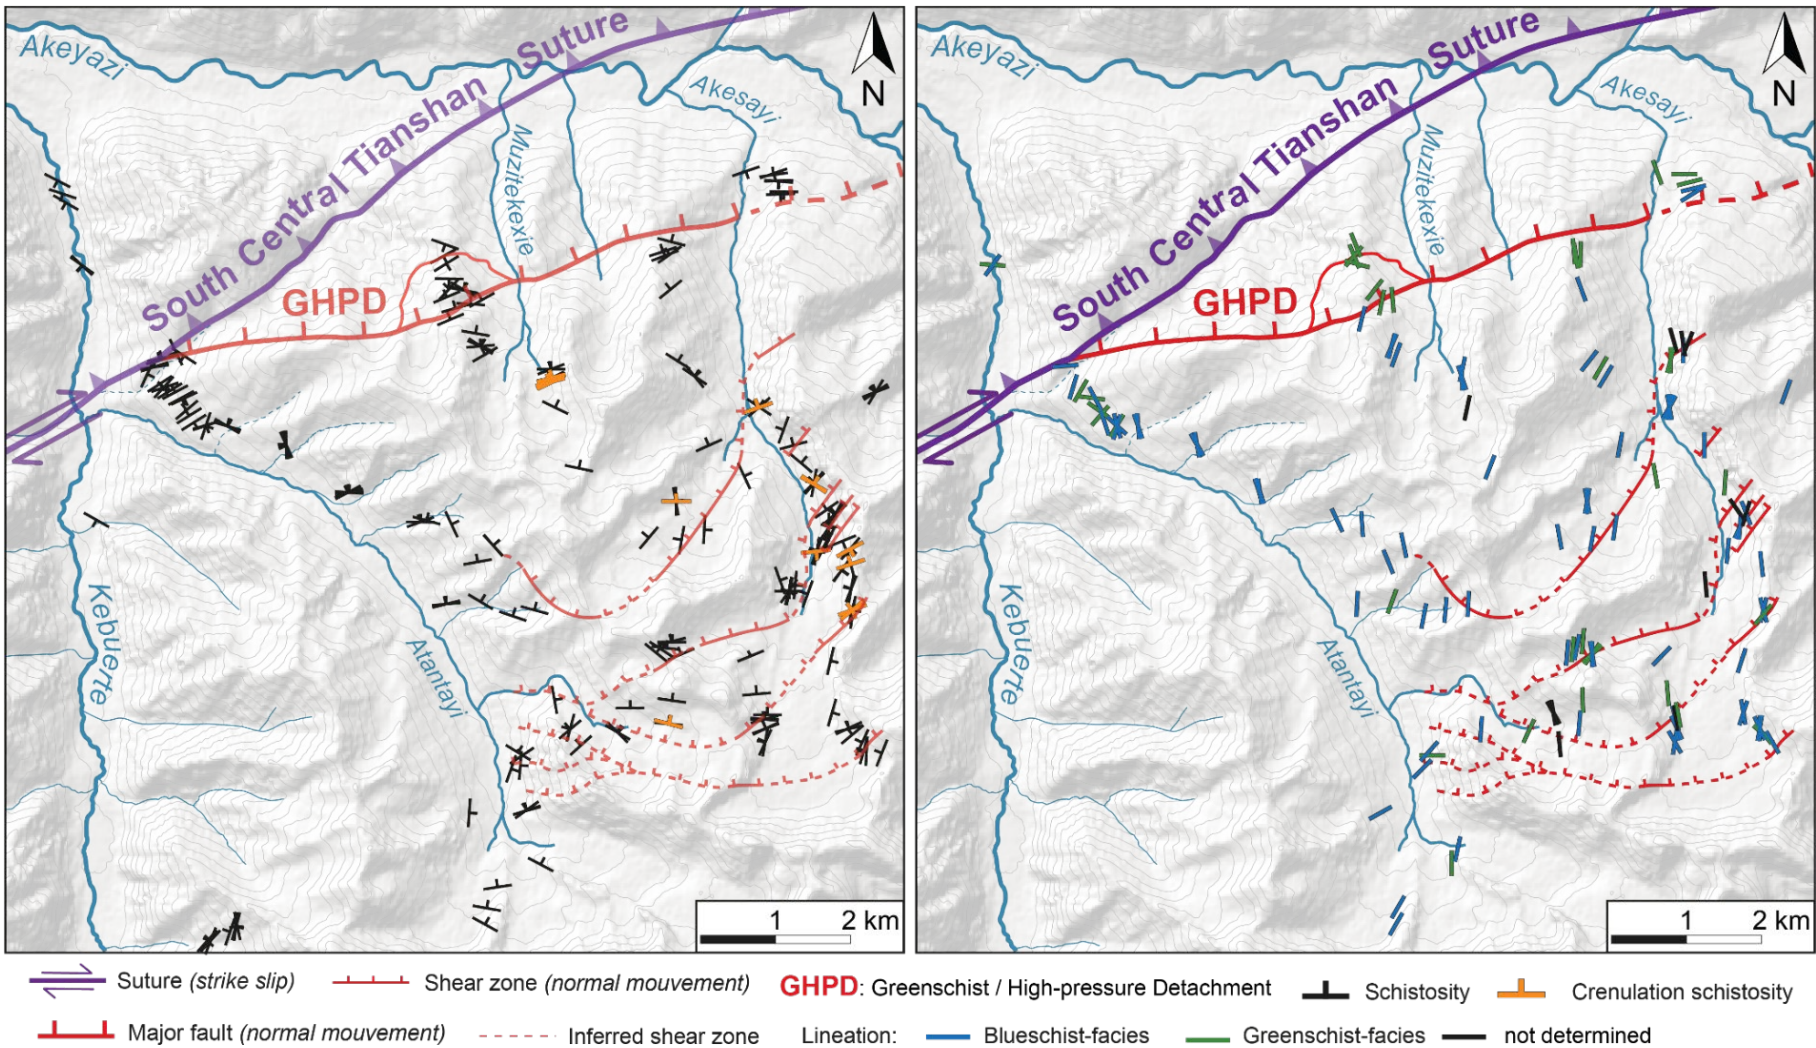 Akeyazi
South Central Tianshan Suture
Akesayi
N
Muzitekexie
GHPD
Kebuerte
Atantayi
1 2 km
Akeyazi
South Central Tianshan Suture
Akesayi
N
Muzitekexie
GHPD
Kebuerte
Atantayi
1 2 km
Suture (strike slip)
Shear zone (normal mouvement)
GHPD: Greenschist / High-pressure Detachment
Schistosity
Crenulation schistosity
Major fault (normal mouvement)
Inferred shear zone
Lineation:
Blueschist-facies
Greenschist-facies
not determined